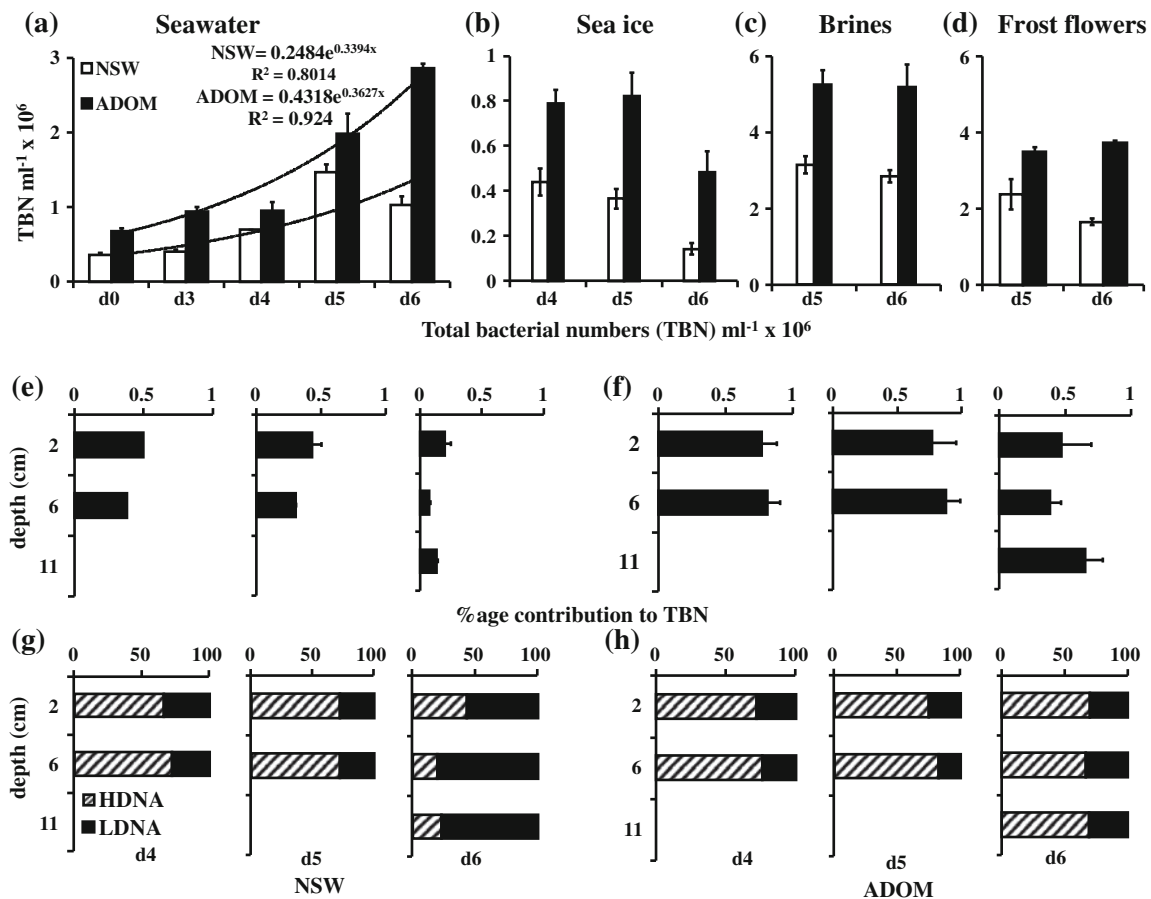 (a) Seawater (b) Sea ice (c) Brines (d) Frost flowers
NSW
ADOM
NSW= 0.2484e^0.3394x
R² = 0.8014
ADOM = 0.4318e^0.3627x
R² = 0.924
TBN ml⁻¹ x 10⁶
3
2
1
0
d0 d3 d4 d5 d6
1
0.8
0.6
0.4
0.2
0
d4 d5 d6
6
4
2
0
d5 d6
6
4
2
0
d5 d6
Total bacterial numbers (TBN) ml⁻¹ x 10⁶
(e) (f)
0 0.5 1 0 0.5 1 0 0.5 1 0 0.5 1 0 0.5 1 0 0.5 1
depth (cm)
2
6
11
2
6
11
%age contribution to TBN
(g) (h)
0 50 100 0 50 100 0 50 100 0 50 100 0 50 100 0 50 100
depth (cm)
2
6
11
HDNA
LDNA
2
6
11
d4 d5 d6 d4 d5 d6
NSW ADOM